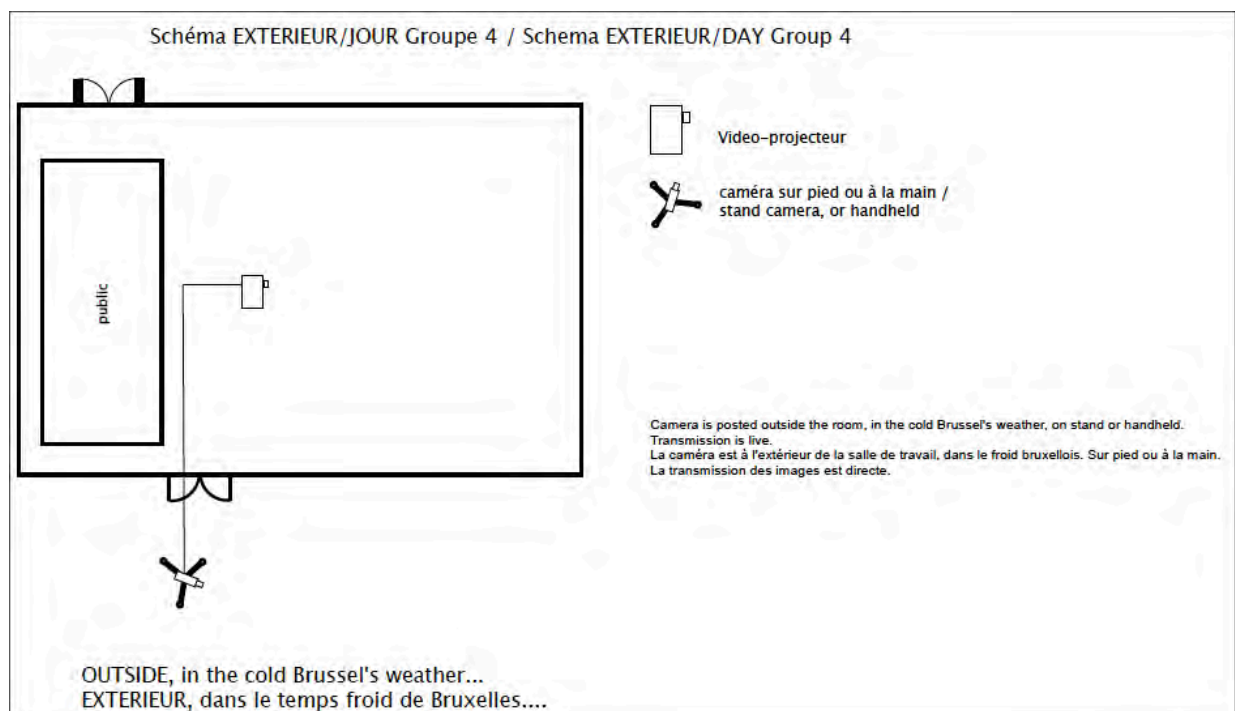 Schéma EXTERIEUR/JOUR Groupe 4 / Schema EXTERIEUR/DAY Group 4
Video-projecteur
caméra sur pied ou à la main /
stand camera, or handheld
public
Camera is posted outside the room, in the cold Brussel's weather, on stand or handheld.
Transmission is live.
La caméra est à l'extérieur de la salle de travail, dans le froid bruxellois. Sur pied ou à la main.
La transmission des images est directe.
OUTSIDE, in the cold Brussel's weather...
EXTERIEUR, dans le temps froid de Bruxelles....